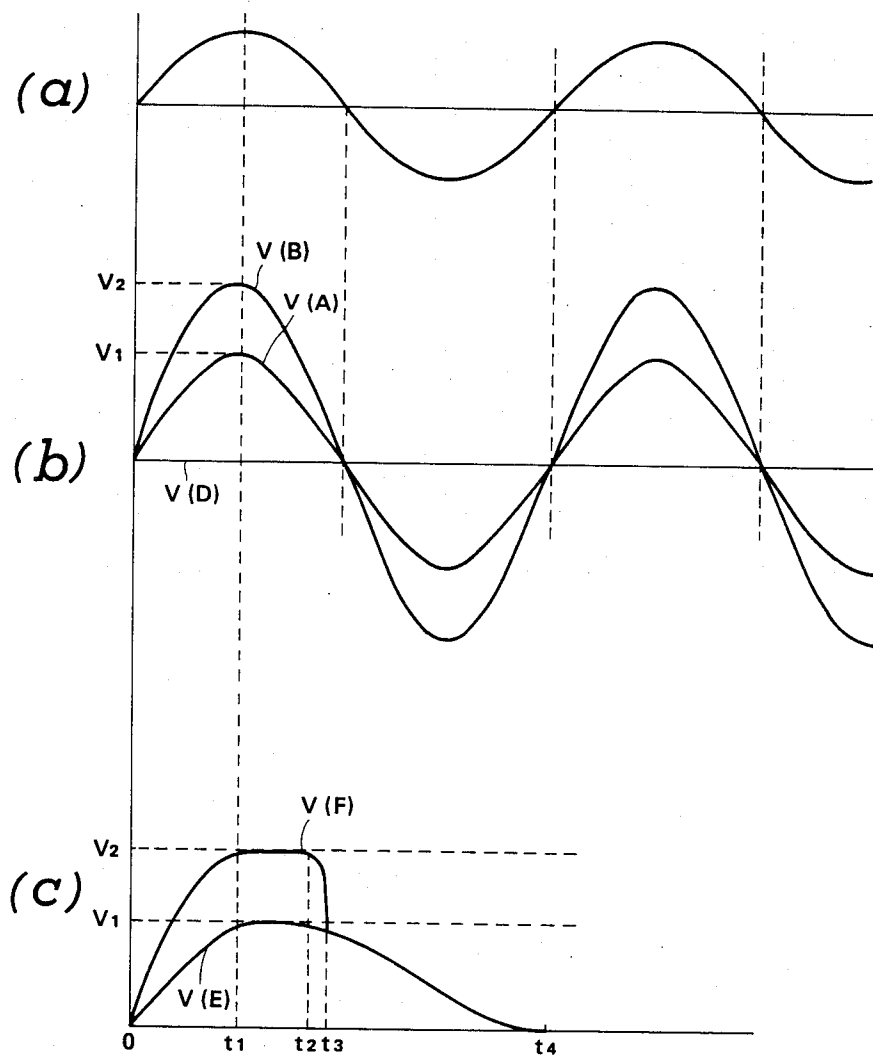 (a)
V2
V (B)
V (A)
V1
(b)
V (D)
V (F)
V2
(c)
V1
V (E)
0 t1 t2 t3 t4